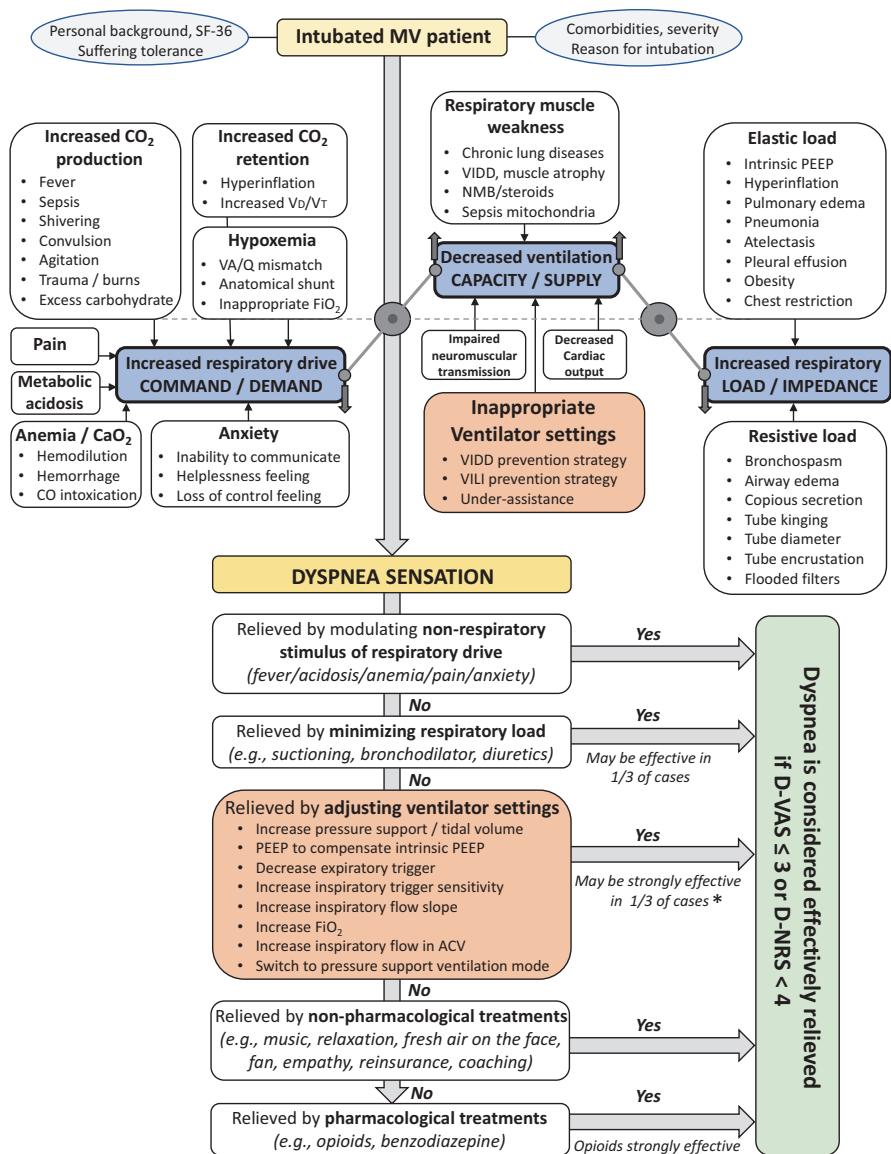 Personal background, SF-36
Suffering tolerance
Intubated MV patient
Comorbidities, severity
Reason for intubation
Increased CO₂
production
• Fever
• Sepsis
• Shivering
• Convulsion
• Agitation
• Trauma / burns
• Excess carbohydrate
Increased CO₂
retention
• Hyperinflation
• Increased VD/VT
Hypoxemia
• VA/Q mismatch
• Anatomical shunt
• Inappropriate FiO₂
Respiratory muscle
weakness
• Chronic lung diseases
• VIDD, muscle atrophy
• NMB/steroids
• Sepsis mitochondria
Elastic load
• Intrinsic PEEP
• Hyperinflation
• Pulmonary edema
• Pneumonia
• Atelectasis
• Pleural effusion
• Obesity
• Chest restriction
Decreased ventilation
CAPACITY / SUPPLY
Pain
Metabolic
acidosis
Increased respiratory drive
COMMAND / DEMAND
Impaired
neuromuscular
transmission
Decreased
Cardiac
output
Increased respiratory
LOAD / IMPEDANCE
Anemia / CaO₂
• Hemodilution
• Hemorrhage
• CO intoxication
Anxiety
• Inability to communicate
• Helplessness feeling
• Loss of control feeling
Inappropriate
Ventilator settings
• VIDD prevention strategy
• VILI prevention strategy
• Under-assistance
Resistive load
• Bronchospasm
• Airway edema
• Copious secretion
• Tube kinging
• Tube diameter
• Tube encrustation
• Flooded filters
DYSPNEA SENSATION
Relieved by modulating non-respiratory
stimulus of respiratory drive
(fever/acidosis/anemia/pain/anxiety)
Yes
No
Relieved by minimizing respiratory load
(e.g., suctioning, bronchodilator, diuretics)
Yes
May be effective in
1/3 of cases
No
Relieved by adjusting ventilator settings
• Increase pressure support / tidal volume
• PEEP to compensate intrinsic PEEP
• Decrease expiratory trigger
• Increase inspiratory trigger sensitivity
• Increase inspiratory flow slope
• Increase FiO₂
• Increase inspiratory flow in ACV
• Switch to pressure support ventilation mode
Yes
May be strongly effective
in 1/3 of cases *
No
Relieved by non-pharmacological treatments
(e.g., music, relaxation, fresh air on the face,
fan, empathy, reinsurance, coaching)
Yes
No
Relieved by pharmacological treatments
(e.g., opioids, benzodiazepine)
Yes
Opioids strongly effective
Dyspnea is considered effectively relieved
if D-VAS ≤ 3 or D-NRS < 4